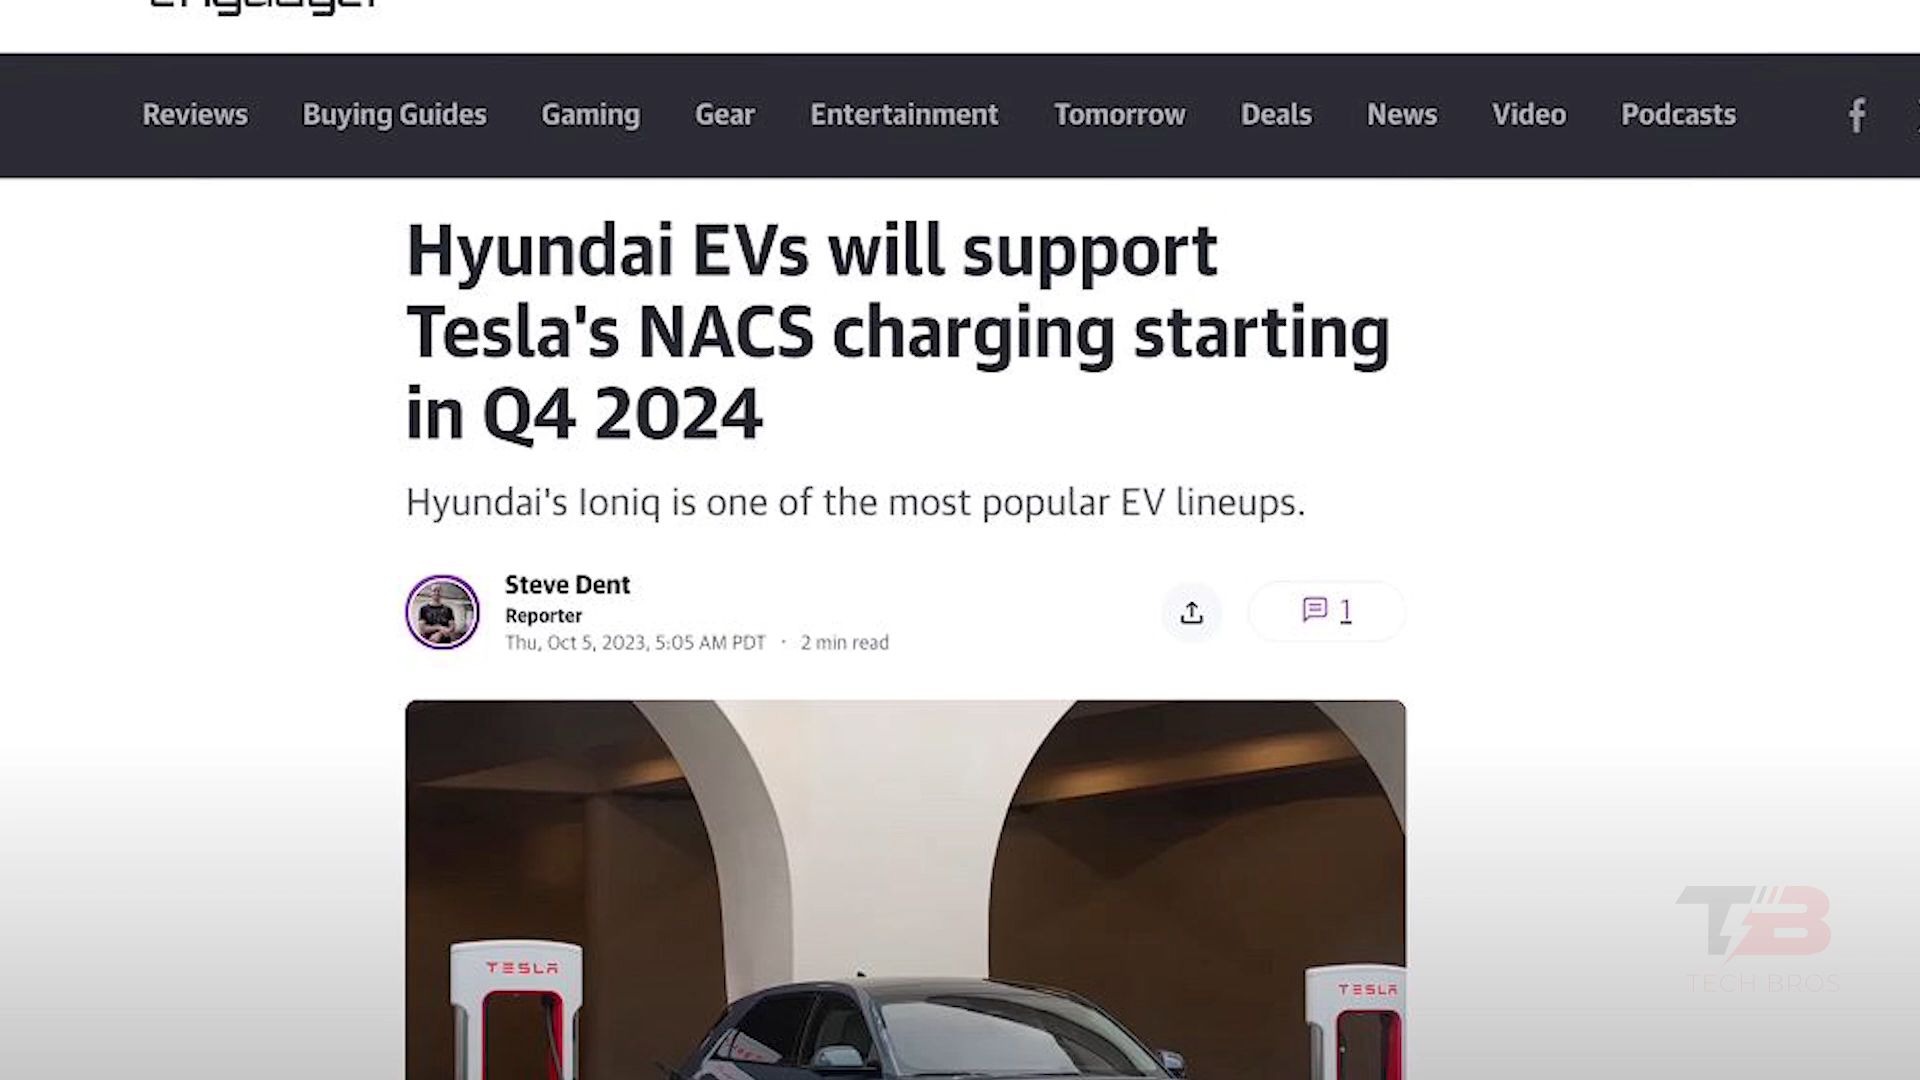 engadget
Reviews Buying Guides Gaming Gear Entertainment Tomorrow Deals News Video Podcasts
Hyundai EVs will support
Tesla's NACS charging starting
in Q4 2024
Hyundai's Ioniq is one of the most popular EV lineups.
Steve Dent
Reporter
Thu, Oct 5, 2023, 5:05 AM PDT · 2 min read
1
TESLA
TESLA
TB
TECH BROS